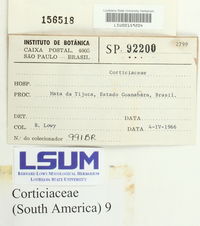 156518
INSTITUTO DE BOTÂNICA
CAIXA POSTAL, 4005
SÃO PAULO BRASIL
SP 92200
2799
Corticiaceae
HOSP.
PROC. Mata da Tijuca, Estado Guanabara, Brasil.
DET. DATA
COL. B. Lowy DATA 4-IV-1966
N.º do colecionador 991BR
LSUM
BERNARD LOWY MYCOLOGICAL HERBARIUM
LOUISIANA STATE UNIVERSITY
Corticiaceae
(South America) 9